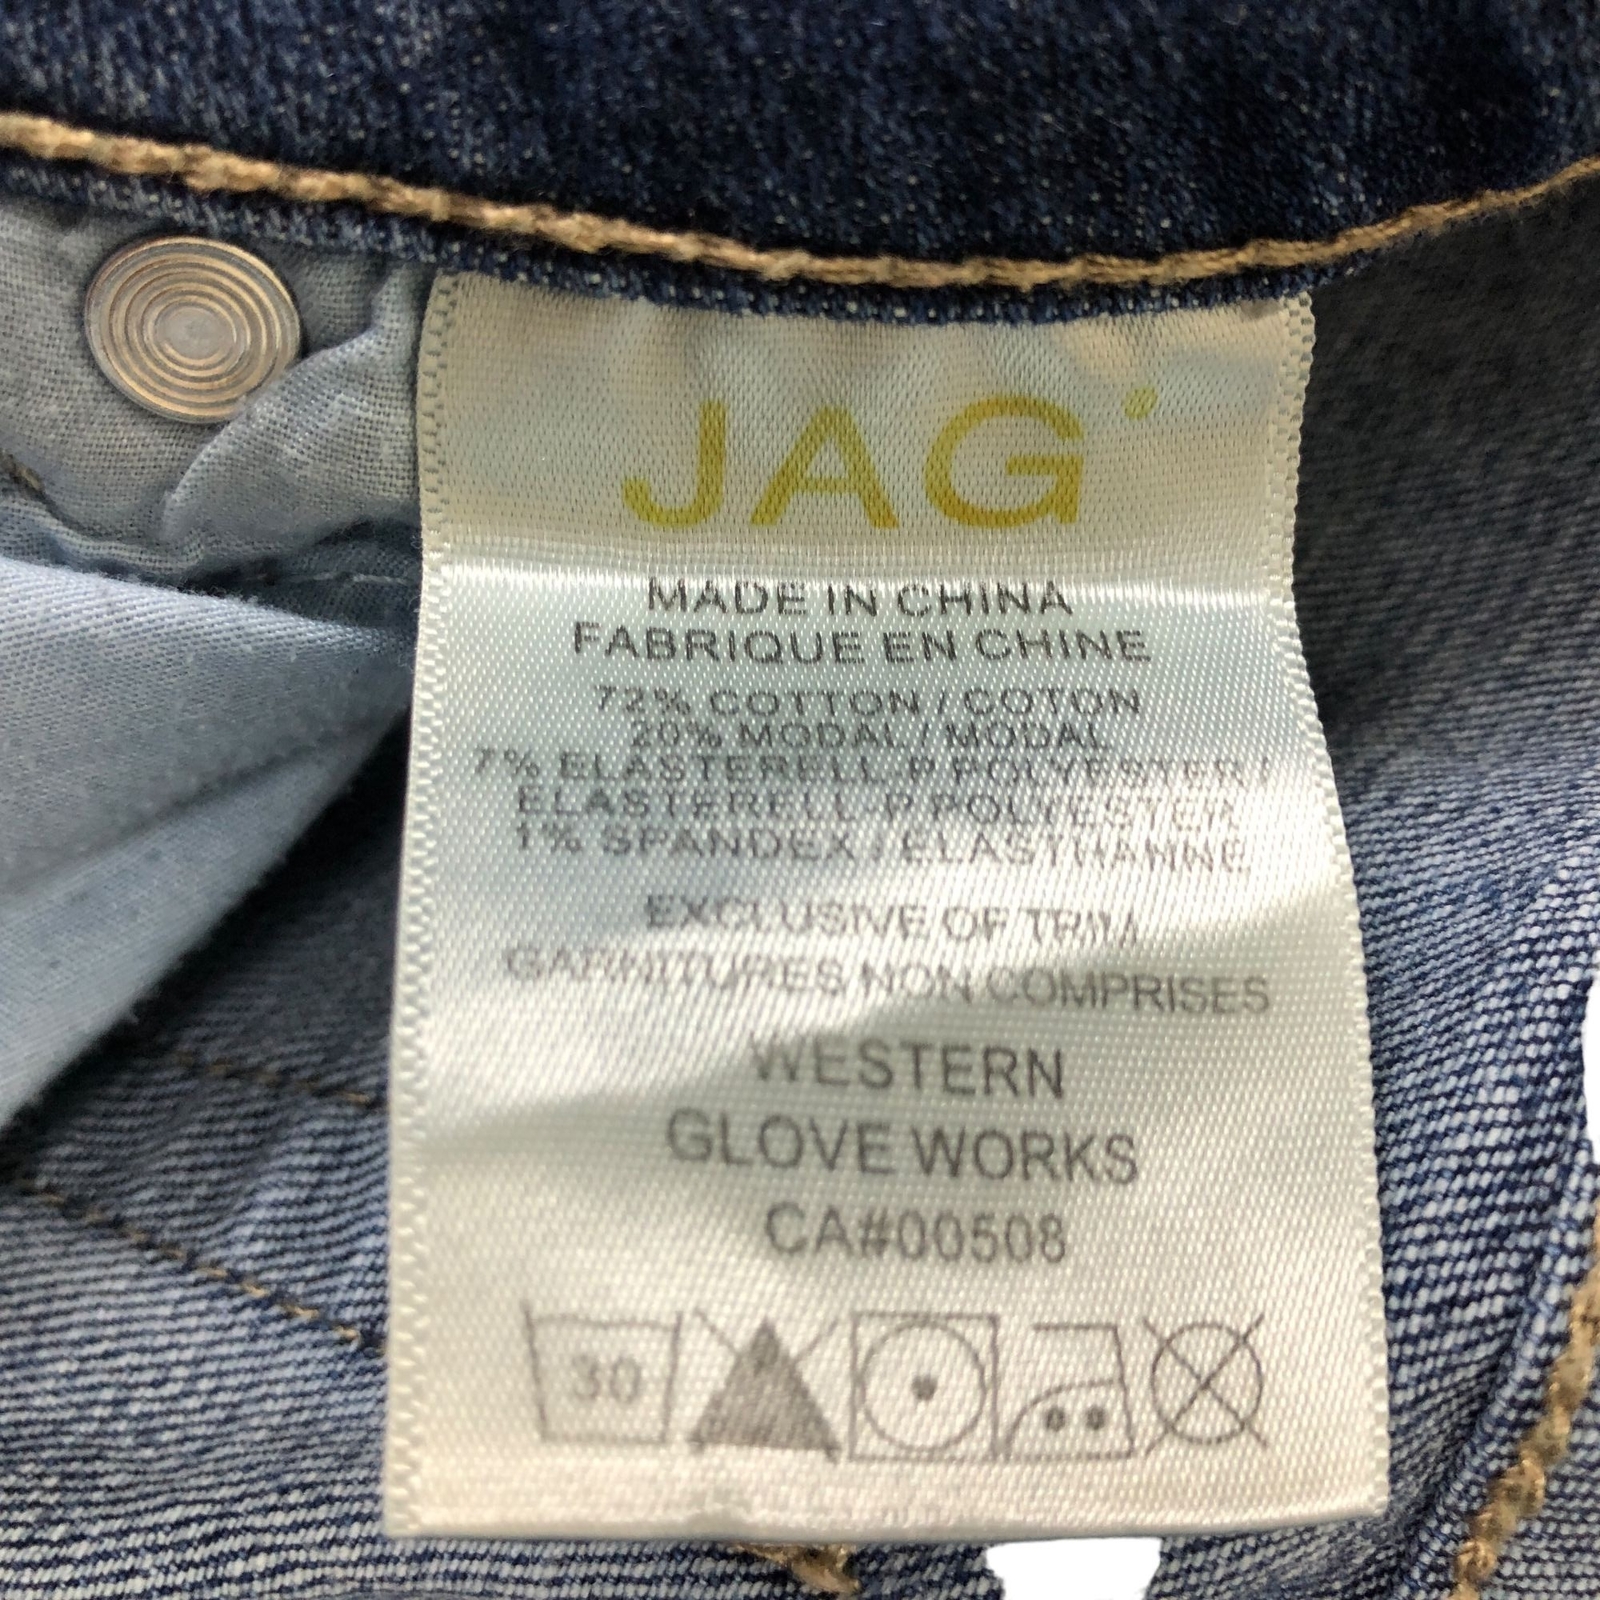 JAG
MADE IN CHINA
FABRIQUE EN CHINE
72% COTTON / COTON
20% MODAL / MODAL
7% ELASTERELL-P POLYESTER /
ELASTERELL-P POLYESTER
1% SPANDEX / ELASTHANNE
EXCLUSIVE OF TRIM
GARNITURES NON COMPRISES
WESTERN
GLOVE WORKS
CA#00508
30